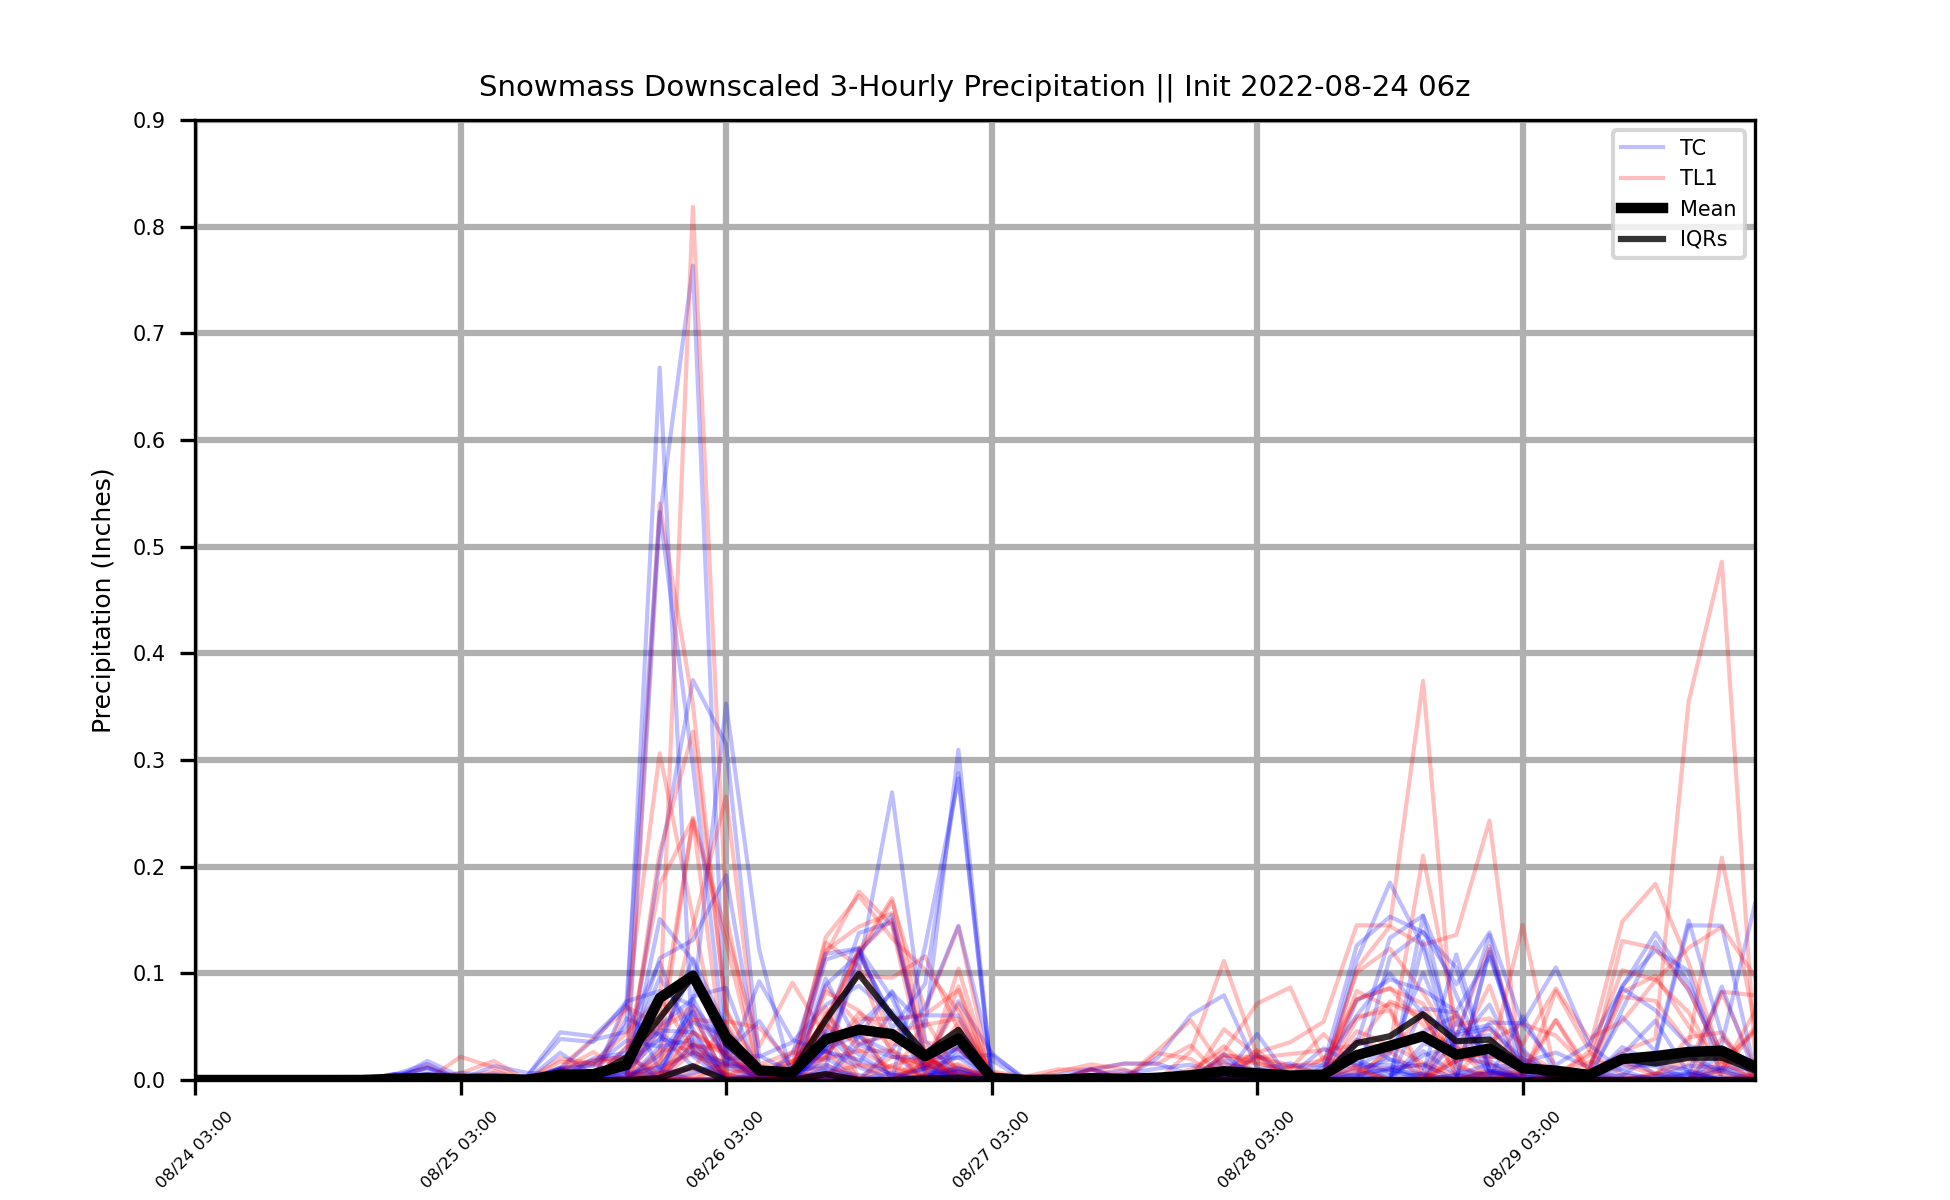 Snowmass Downscaled 3-Hourly Precipitation || Init 2022-08-24 06z
Precipitation (Inches)
0.9
0.8
0.7
0.6
0.5
0.4
0.3
0.2
0.1
0.0
TC
TL1
Mean
IQRs
08/24 03:00
08/25 03:00
08/26 03:00
08/27 03:00
08/28 03:00
08/29 03:00